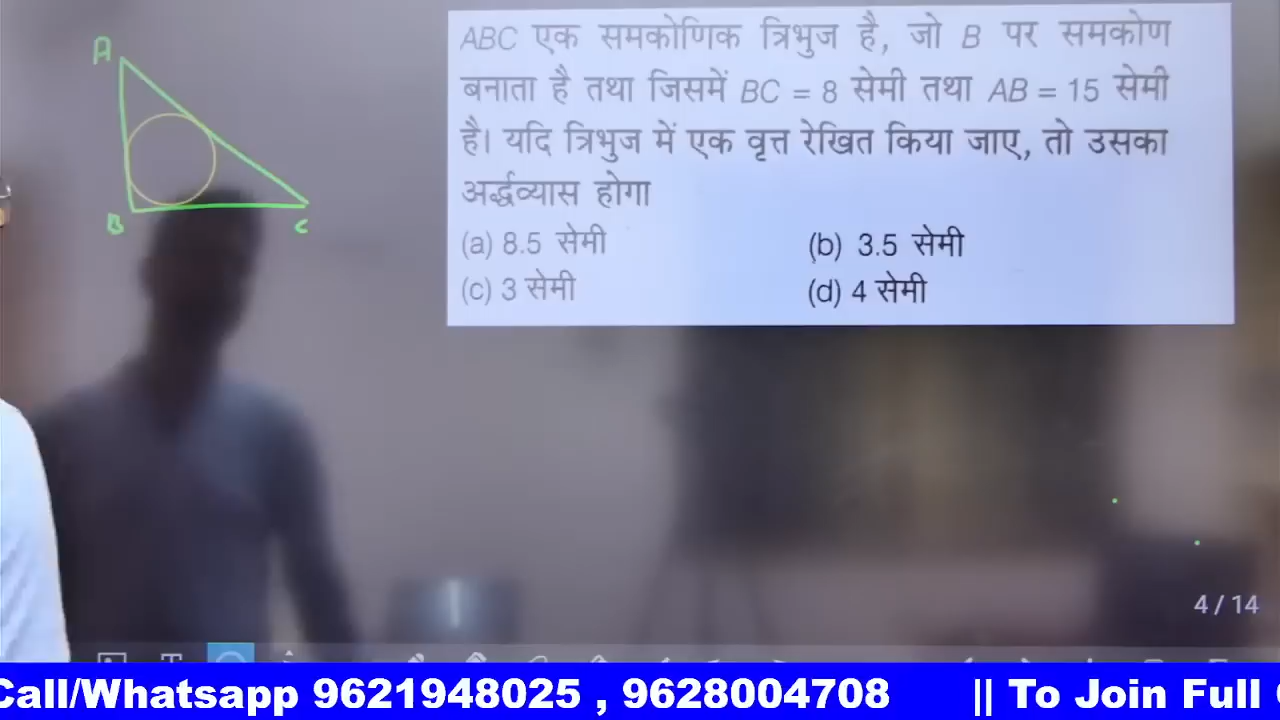 A
B
C
ABC एक समकोणिक त्रिभुज है, जो B पर समकोण
बनाता है तथा जिसमें BC = 8 सेमी तथा AB = 15 सेमी
है। यदि त्रिभुज में एक वृत्त रेखित किया जाए, तो उसका
अर्द्धव्यास होगा
(a) 8.5 सेमी (b) 3.5 सेमी
(c) 3 सेमी (d) 4 सेमी
4 / 14
Call/Whatsapp 9621948025 , 9628004708 || To Join Full